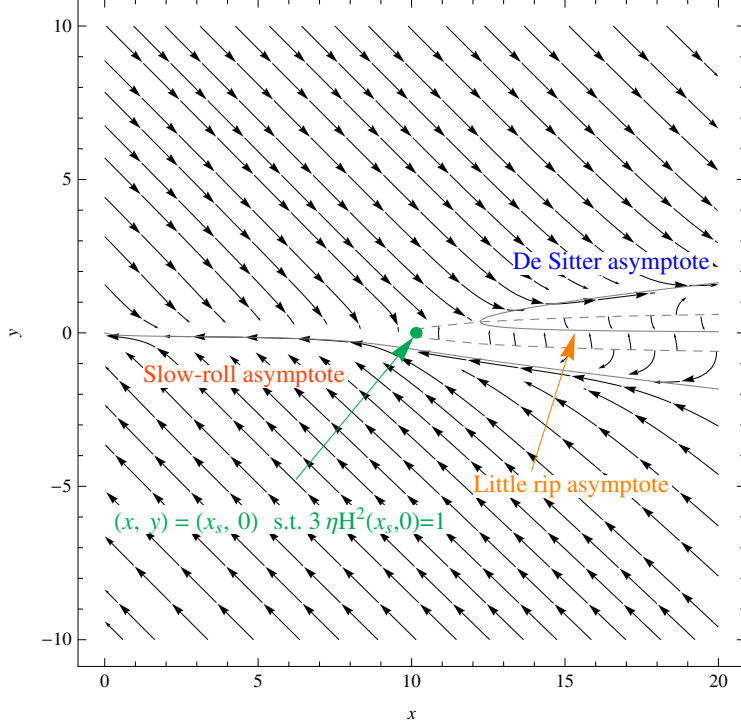 10
5
y
0
−5
−10
De Sitter asymptote
Slow-roll asymptote
Little rip asymptote
(x, y) = (xₛ, 0) s.t. 3 ηH²(xₛ,0)=1
0 5 10 15 20
x